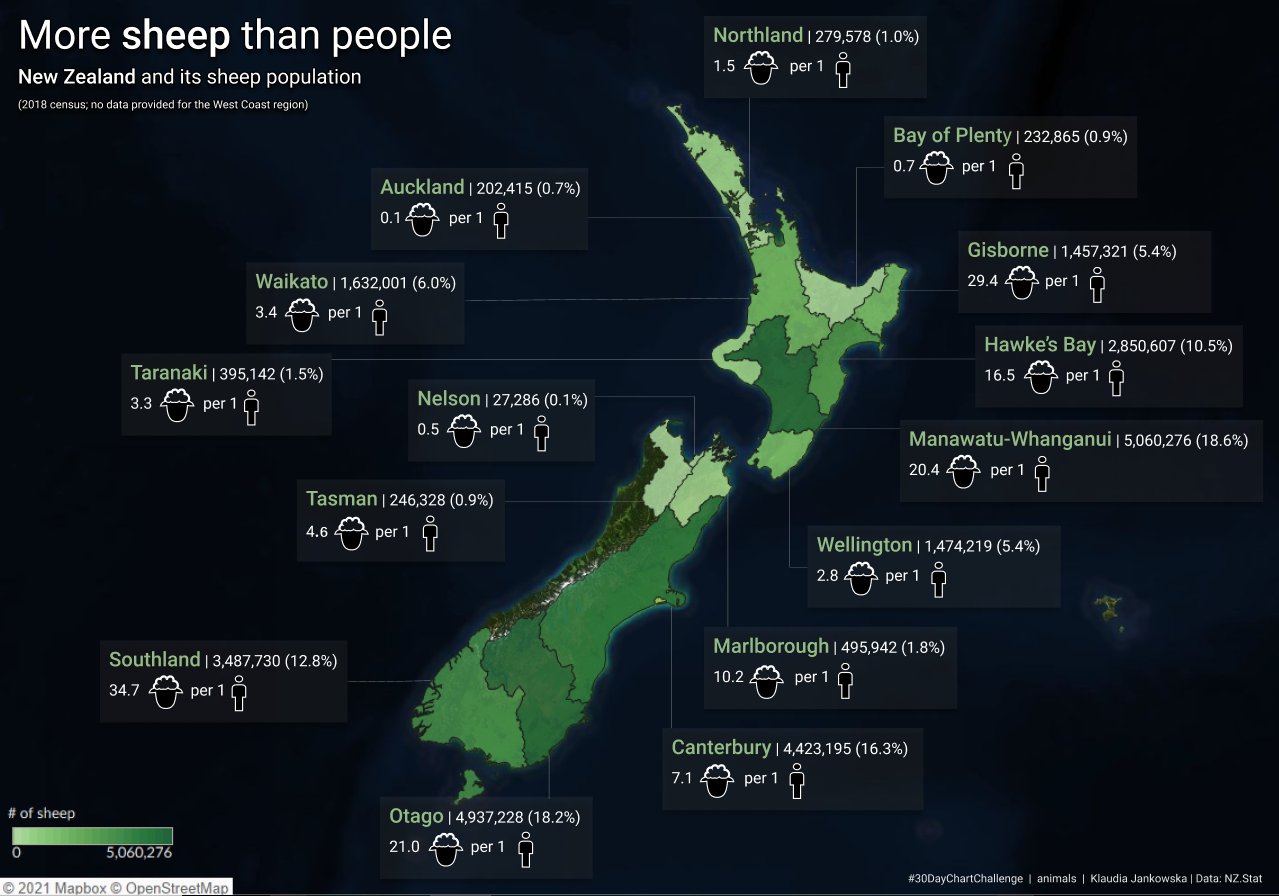 More sheep than people
New Zealand and its sheep population
(2018 census; no data provided for the West Coast region)
Northland | 279,578 (1.0%)
1.5 per 1
Bay of Plenty | 232,865 (0.9%)
0.7 per 1
Auckland | 202,415 (0.7%)
0.1 per 1
Gisborne | 1,457,321 (5.4%)
29.4 per 1
Waikato | 1,632,001 (6.0%)
3.4 per 1
Hawke's Bay | 2,850,607 (10.5%)
16.5 per 1
Taranaki | 395,142 (1.5%)
3.3 per 1
Nelson | 27,286 (0.1%)
0.5 per 1
Manawatu-Whanganui | 5,060,276 (18.6%)
20.4 per 1
Tasman | 246,328 (0.9%)
4.6 per 1
Wellington | 1,474,219 (5.4%)
2.8 per 1
Marlborough | 495,942 (1.8%)
10.2 per 1
Southland | 3,487,730 (12.8%)
34.7 per 1
Canterbury | 4,423,195 (16.3%)
7.1 per 1
Otago | 4,937,228 (18.2%)
21.0 per 1
# of sheep
0 5,060,276
© 2021 Mapbox © OpenStreetMap
#30DayChartChallenge | animals | Klaudia Jankowska | Data: NZ.Stat